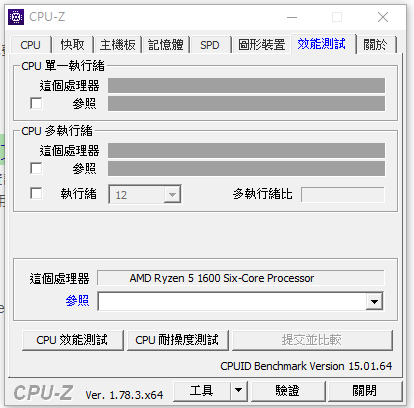 CPU-Z
CPU 快取 主機板 記憶體 SPD 圖形裝置 效能測試 關於
CPU 單一執行緒
這個處理器
參照
CPU 多執行緒
這個處理器
參照
執行緒 12 多執行緒比
這個處理器 AMD Ryzen 5 1600 Six-Core Processor
參照
CPU 效能測試 CPU 耐操度測試 提交並比較
CPUID Benchmark Version 15.01.64
CPU-Z Ver. 1.78.3.x64 工具 驗證 關閉